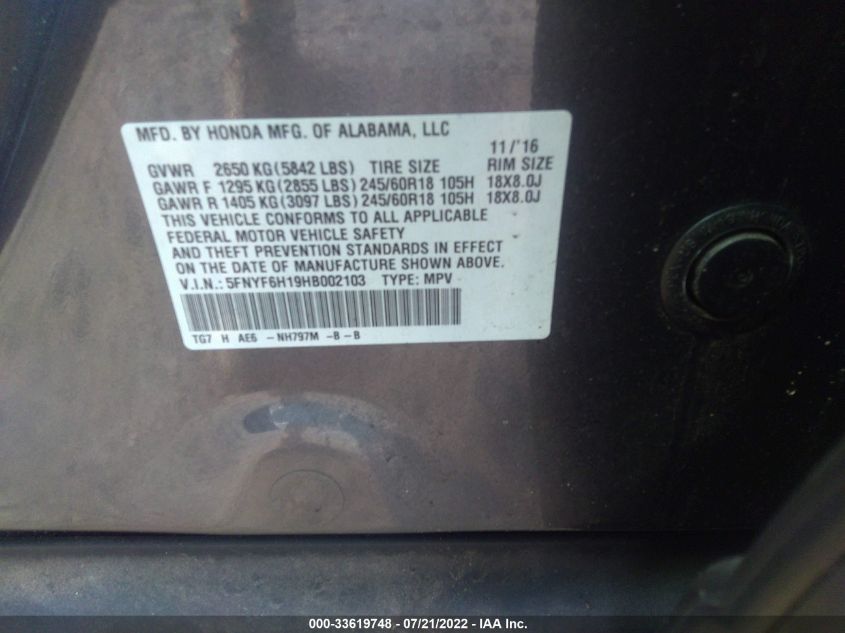 MFD. BY HONDA MFG. OF ALABAMA, LLC
11/'16
GVWR 2650 KG(5842 LBS) TIRE SIZE RIM SIZE
GAWR F 1295 KG(2855 LBS) 245/60R18 105H 18X8.0J
GAWR R 1405 KG(3097 LBS) 245/60R18 105H 18X8.0J
THIS VEHICLE CONFORMS TO ALL APPLICABLE
FEDERAL MOTOR VEHICLE SAFETY
AND THEFT PREVENTION STANDARDS IN EFFECT
ON THE DATE OF MANUFACTURE SHOWN ABOVE.
V.I.N.: 5FNYF6H19HB002103 TYPE: MPV
TG7 H AE6 -NH797M -B-B
000-33619748 - 07/21/2022 - IAA Inc.